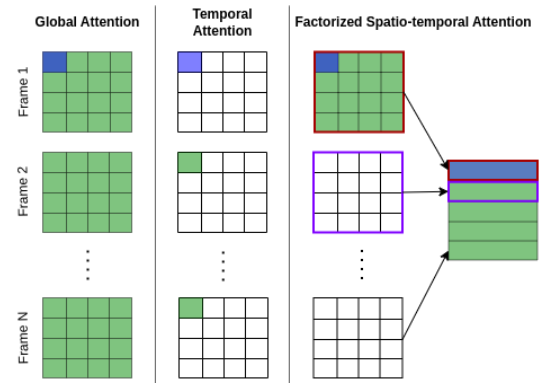 Global Attention
Temporal
Attention
Factorized Spatio-temporal Attention
Frame 1
Frame 2
Frame N